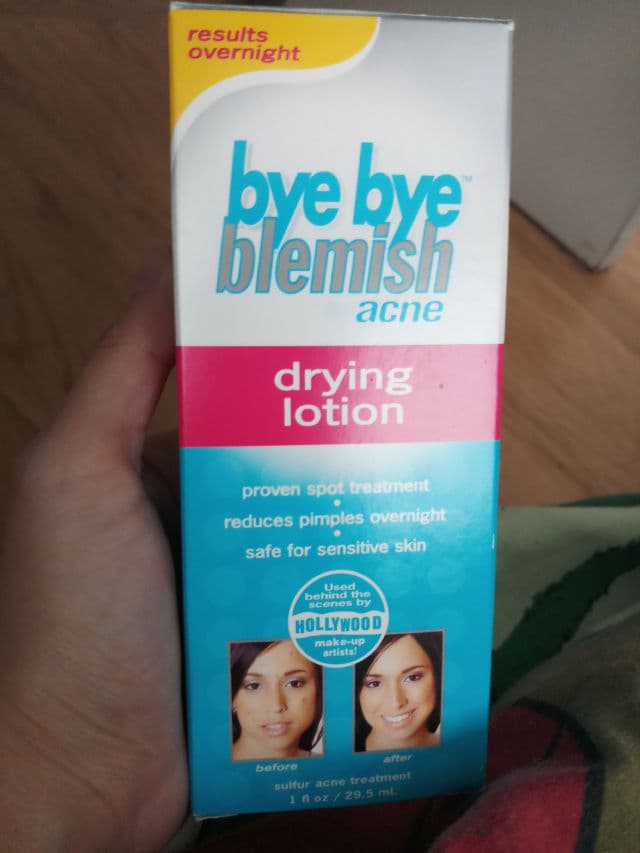 results
overnight
bye bye™
blemish
acne
drying
lotion
proven spot treatment
•
reduces pimples overnight
•
safe for sensitive skin
Used
behind the
scenes by
HOLLYWOOD
make-up
artists!
before
after
sulfur acne treatment
1 fl oz / 29.5 ml.